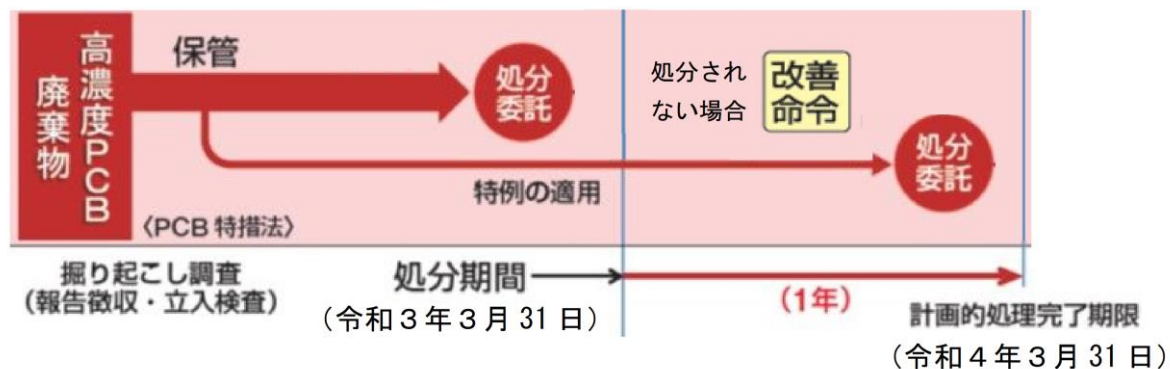 高濃度PCB
廃棄物
保管
処分
委託
処分され
ない場合
改善
命令
処分
委託
特例の適用
〈PCB特措法〉
掘り起こし調査
(報告徴収・立入検査)
処分期間
(令和３年３月31日)
(1年)
計画的処理完了期限
(令和４年３月31日)